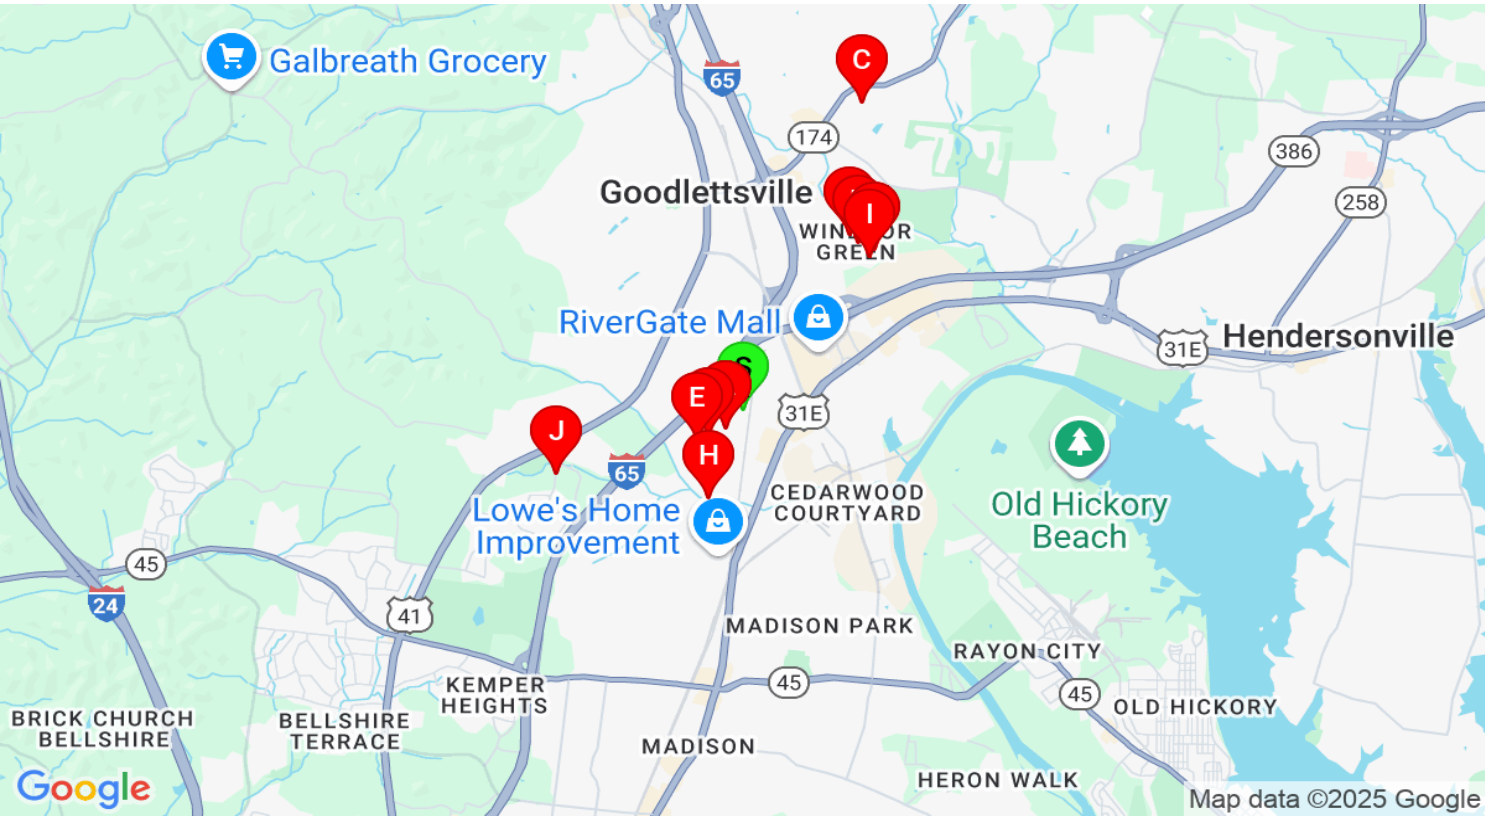 C
65
Galbreath Grocery
174
386
Goodlettsville
258
I
WINDSOR
GREEN
RiverGate Mall
Hendersonville
31E
S
E
31E
J
H
65
CEDARWOOD
COURTYARD
Old Hickory
Beach
Lowe's Home
Improvement
45
24
41
MADISON PARK
RAYON CITY
KEMPER
HEIGHTS
45
45
OLD HICKORY
BRICK CHURCH
BELLSHIRE
BELLSHIRE
TERRACE
MADISON
HERON WALK
Google
Map data ©2025 Google